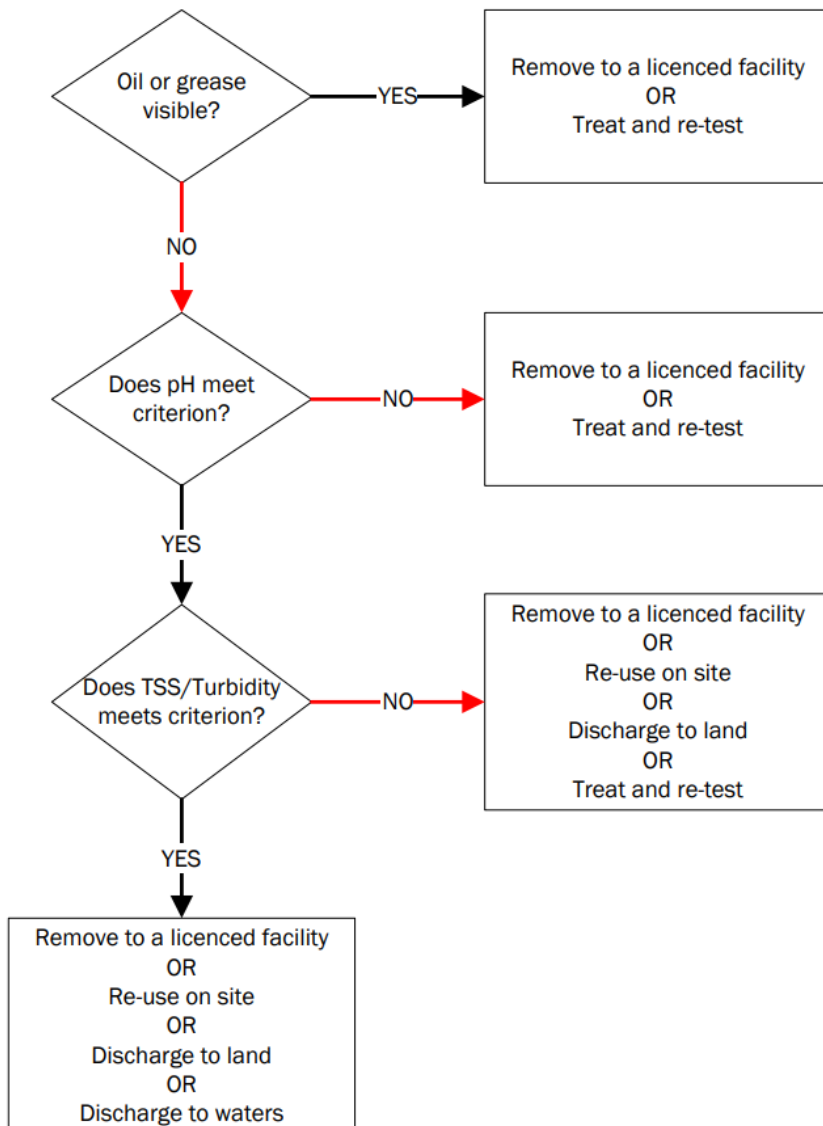 Oil or grease
visible?
YES
Remove to a licenced facility
OR
Treat and re-test
NO
Does pH meet
criterion?
NO
Remove to a licenced facility
OR
Treat and re-test
YES
Does TSS/Turbidity
meets criterion?
NO
Remove to a licenced facility
OR
Re-use on site
OR
Discharge to land
OR
Treat and re-test
YES
Remove to a licenced facility
OR
Re-use on site
OR
Discharge to land
OR
Discharge to waters